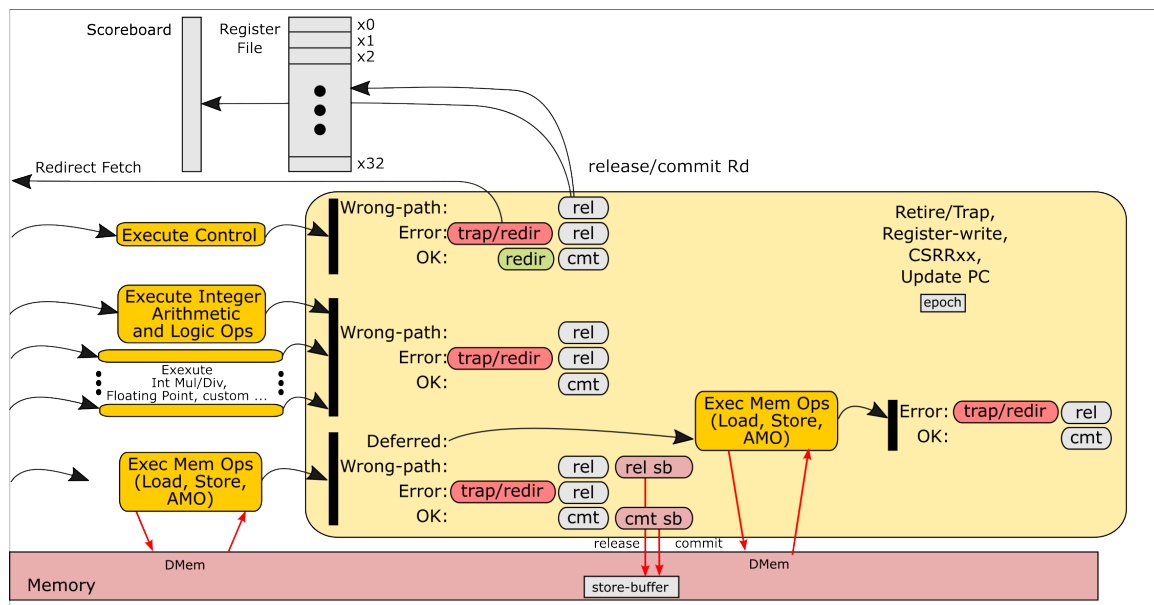 Scoreboard
Register
File
x0
x1
x2
x32
Redirect Fetch
release/commit Rd
Execute Control
Wrong-path: rel
Error: trap/redir rel
OK: redir cmt
Retire/Trap,
Register-write,
CSRRxx,
Update PC
epoch
Execute Integer
Arithmetic
and Logic Ops
Exexute
Int Mul/Div,
Floating Point, custom ...
Wrong-path: rel
Error: trap/redir rel
OK: cmt
Exec Mem Ops
(Load, Store,
AMO)
Error: trap/redir rel
OK: cmt
Exec Mem Ops
(Load, Store,
AMO)
Deferred:
Wrong-path: rel rel sb
Error: trap/redir rel
OK: cmt cmt sb
release commit
DMem
DMem
Memory
store-buffer